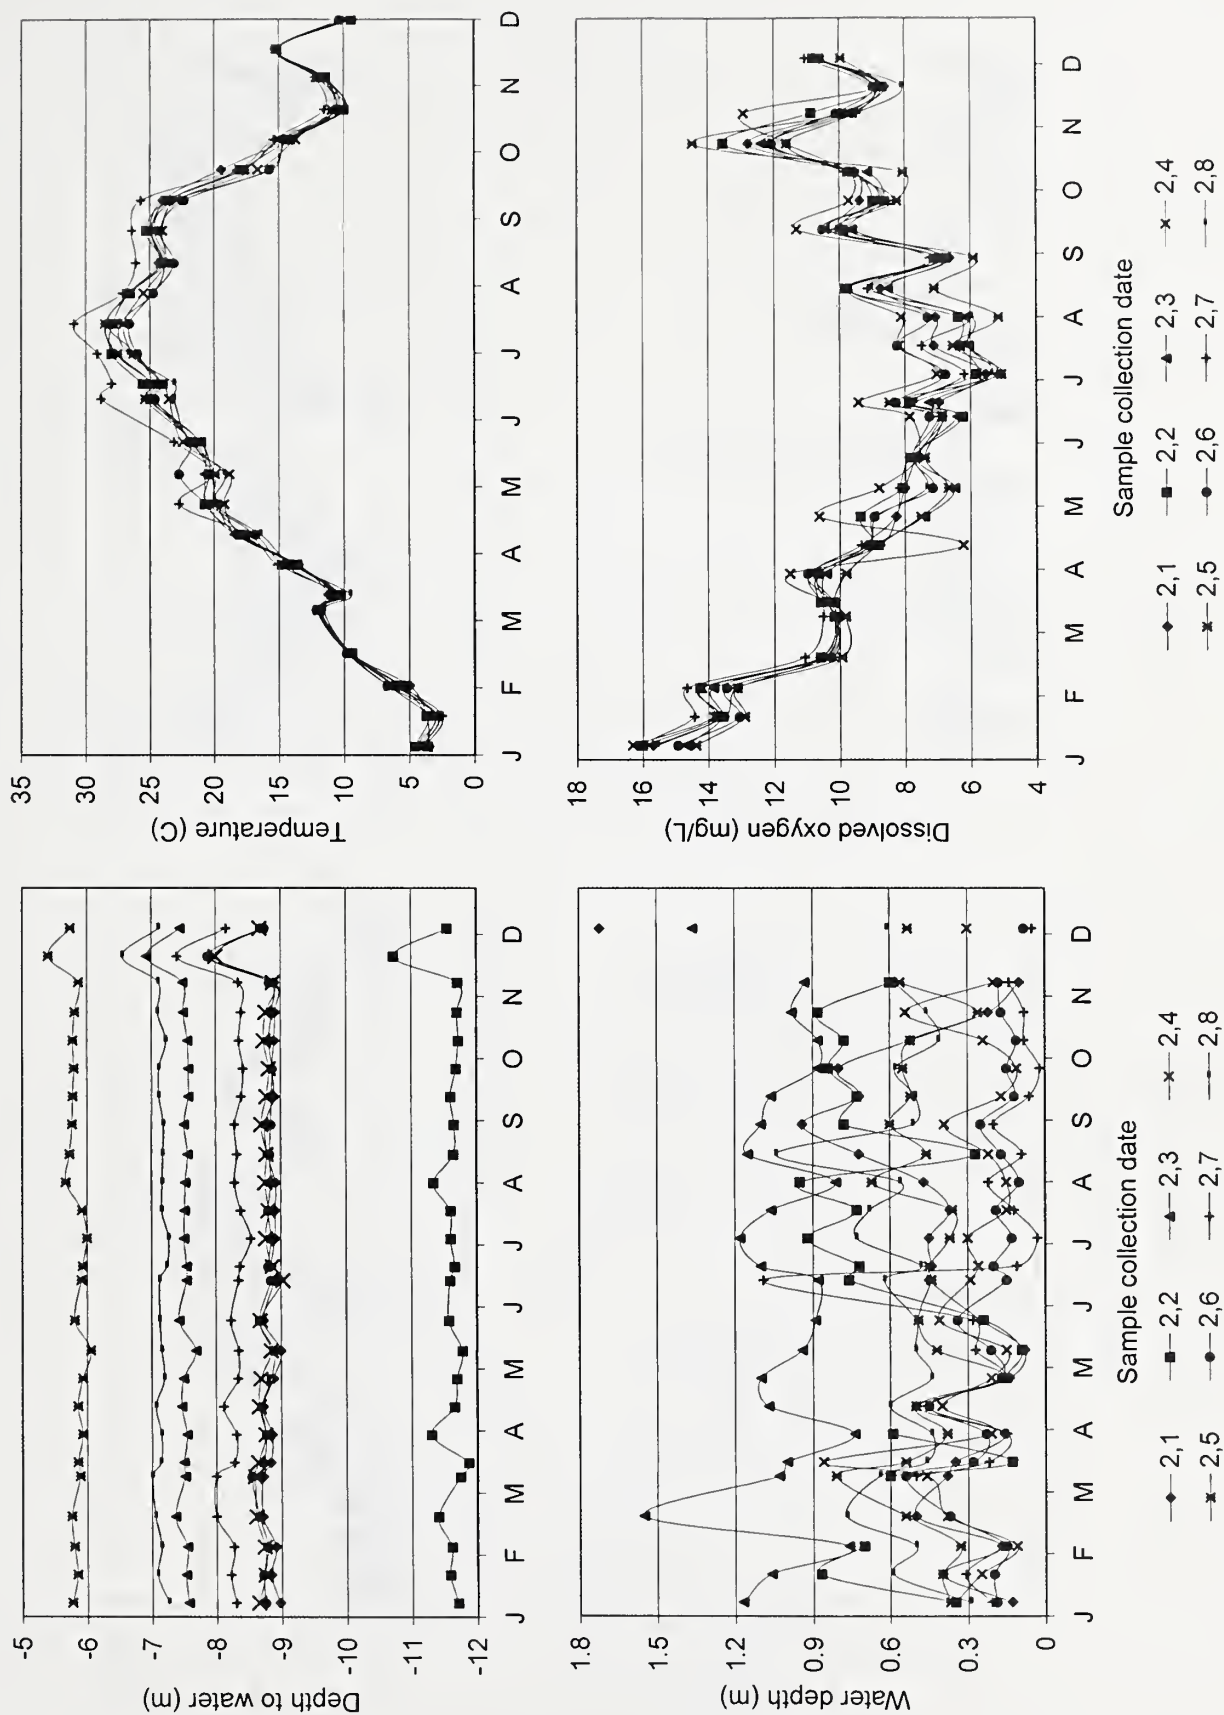 Depth to water (m)
-5
-6
-7
-8
-9
-10
-11
-12
J F M A M J J A S O N D
Temperature (C)
35
30
25
20
15
10
5
0
J F M A M J J A S O N D
Water depth (m)
1.8
1.5
1.2
0.9
0.6
0.3
0
J F M A M J J A S O N D
Sample collection date
2,1 2,2 2,3 2,4
2,5 2,6 2,7 2,8
Dissolved oxygen (mg/L)
18
16
14
12
10
8
6
4
J F M A M J J A S O N D
Sample collection date
2,1 2,2 2,3 2,4
2,5 2,6 2,7 2,8